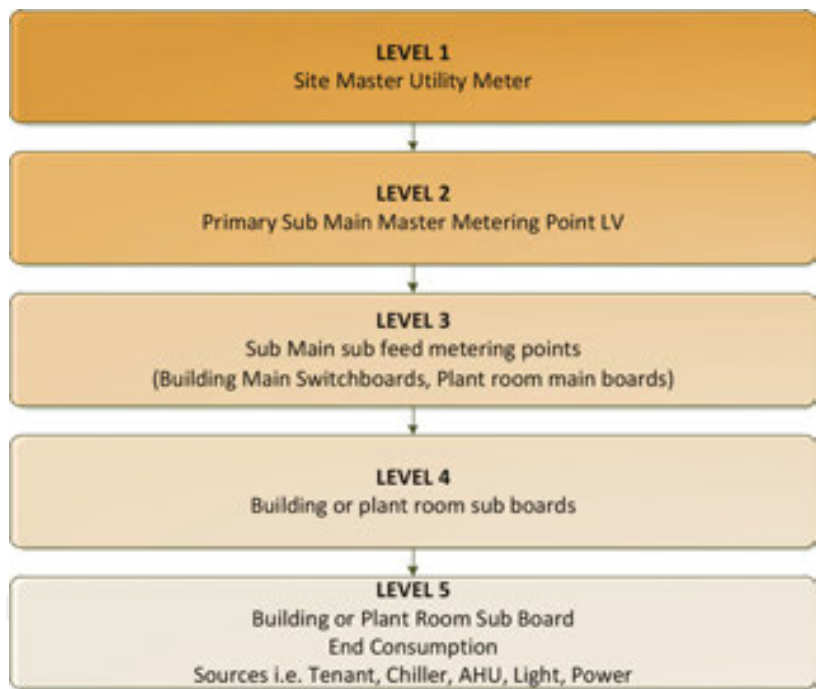 LEVEL 1
Site Master Utility Meter
LEVEL 2
Primary Sub Main Master Metering Point LV
LEVEL 3
Sub Main sub feed metering points
(Building Main Switchboards, Plant room main boards)
LEVEL 4
Building or plant room sub boards
LEVEL 5
Building or Plant Room Sub Board
End Consumption
Sources i.e. Tenant, Chiller, AHU, Light, Power